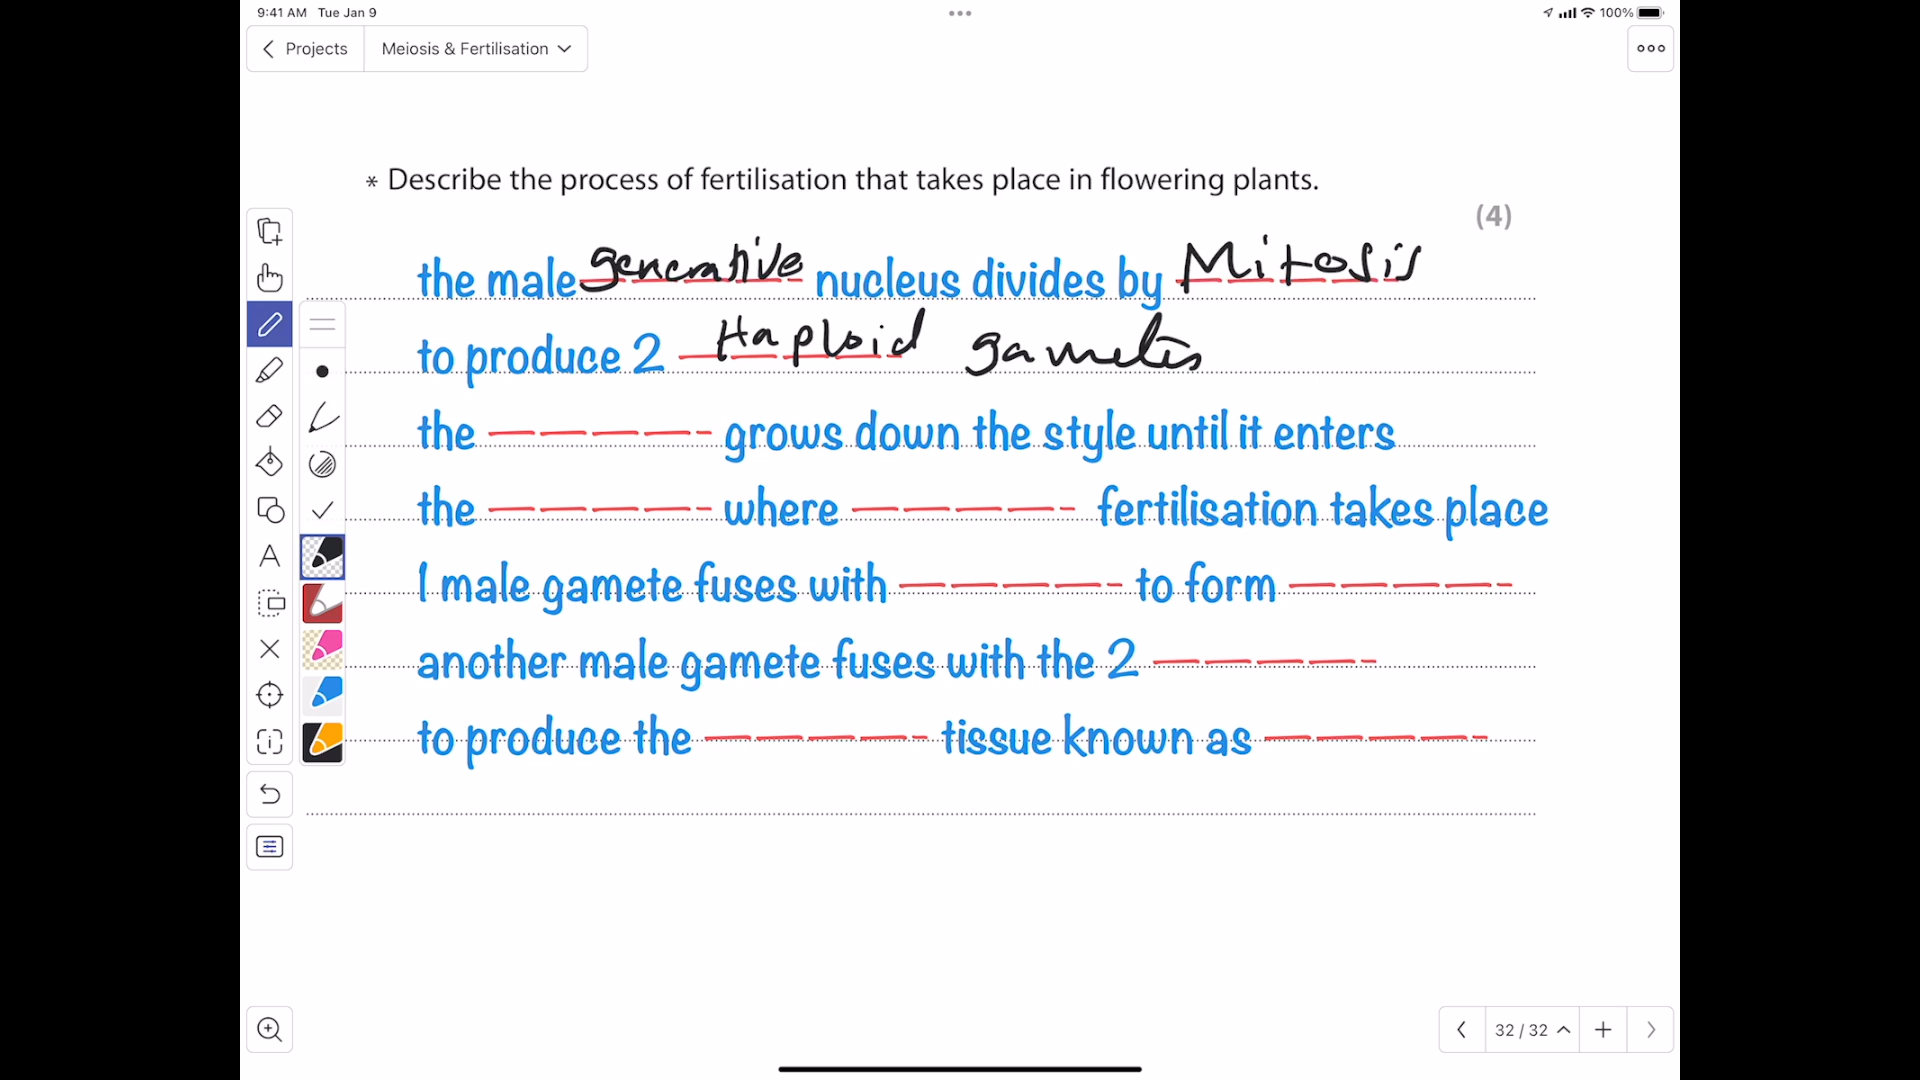 9:41 AM Tue Jan 9 100%
Projects Meiosis & Fertilisation
* Describe the process of fertilisation that takes place in flowering plants.
(4)
the male generative nucleus divides by Mitosis
to produce 2 Haploid gametes
the grows down the style until it enters
the where fertilisation takes place
1 male gamete fuses with to form
another male gamete fuses with the 2
to produce the tissue known as
32 / 32